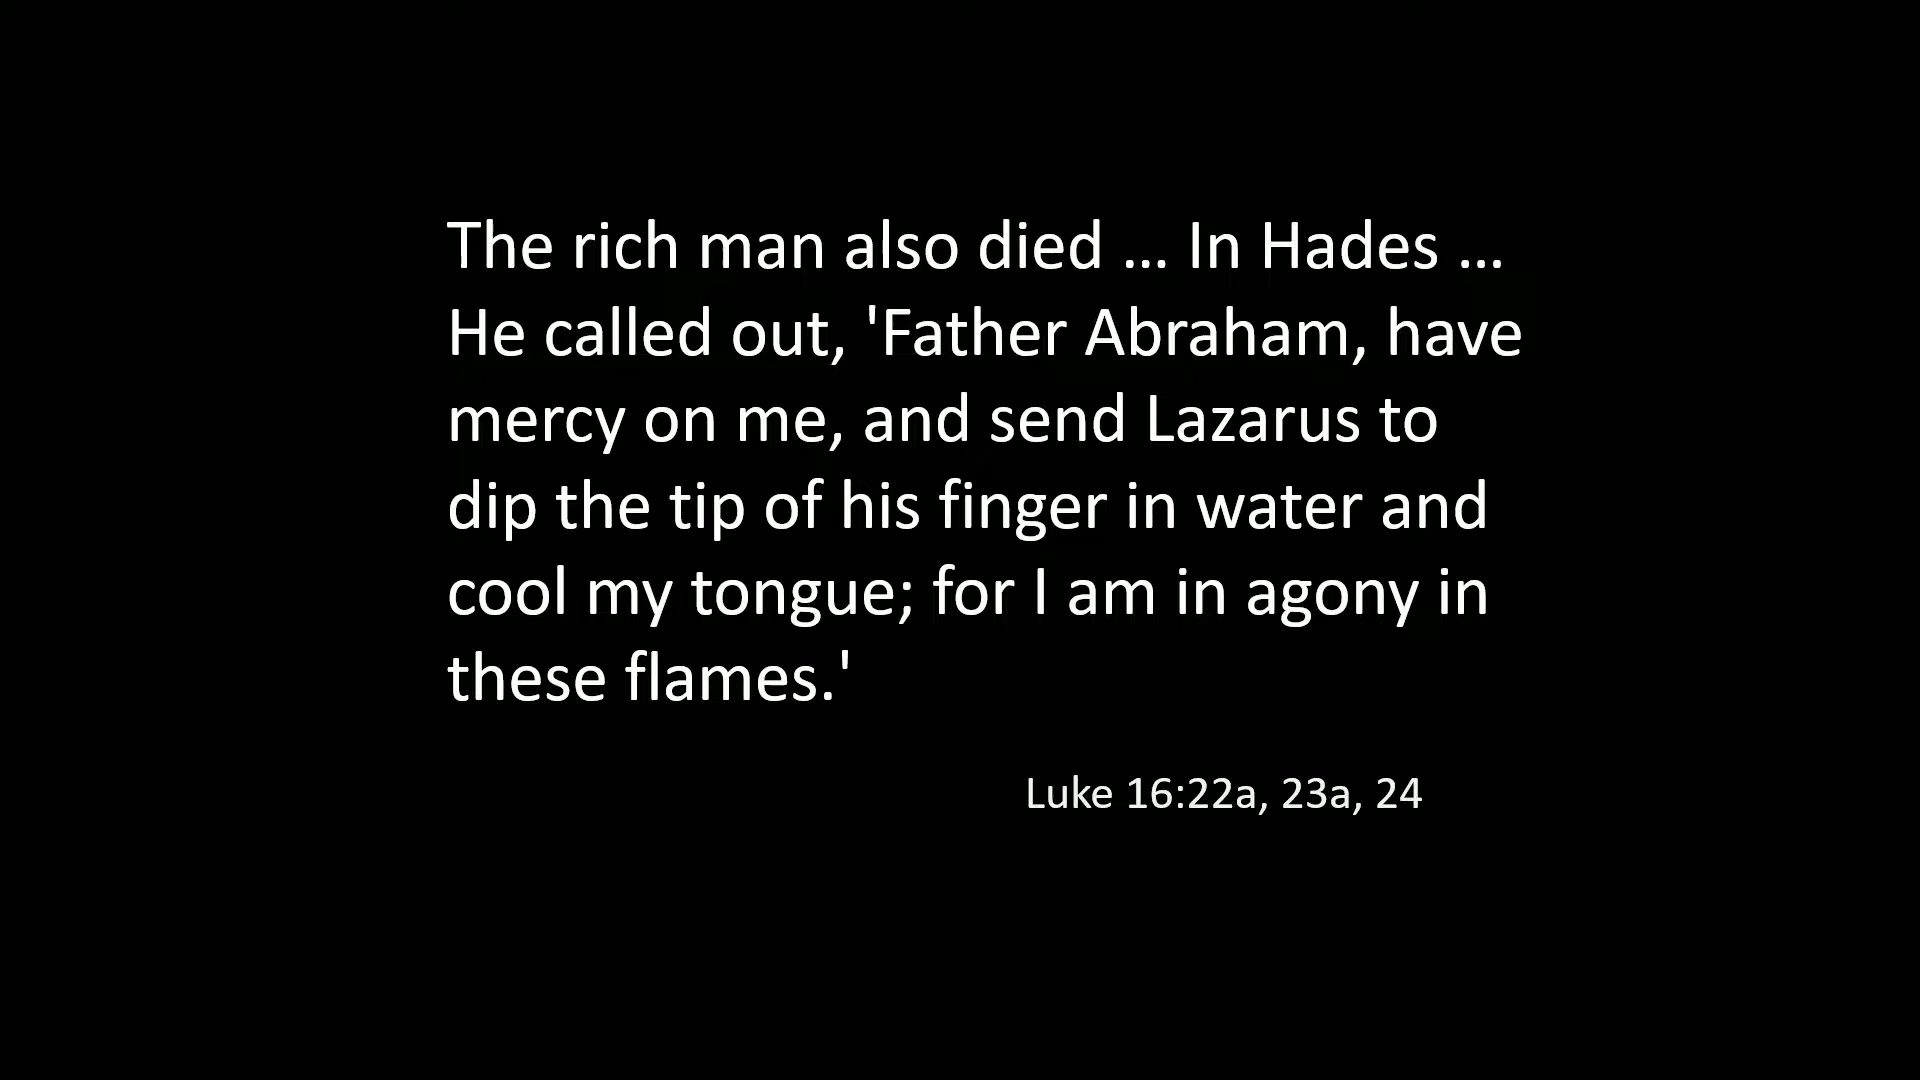 The rich man also died ... In Hades ...
He called out, 'Father Abraham, have
mercy on me, and send Lazarus to
dip the tip of his finger in water and
cool my tongue; for I am in agony in
these flames.'
Luke 16:22a, 23a, 24